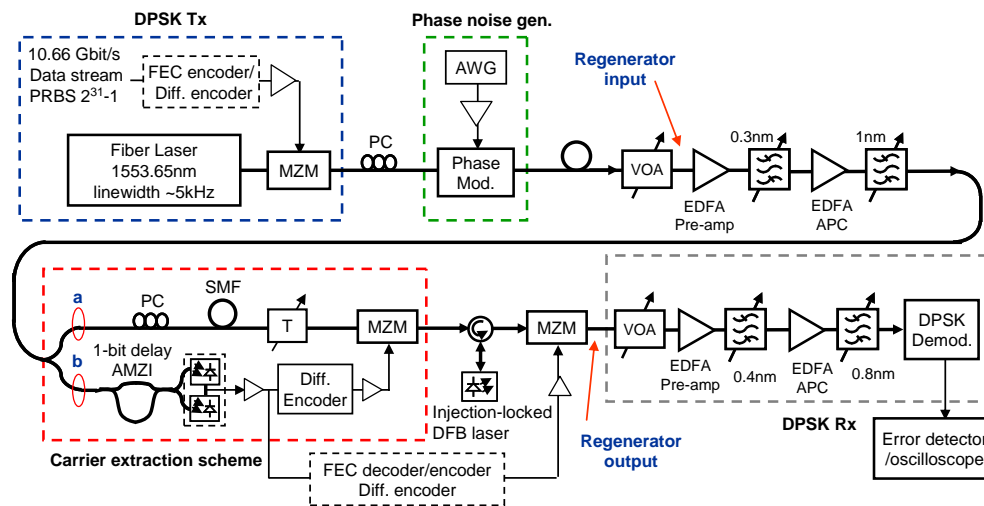 DPSK Tx
Phase noise gen.
10.66 Gbit/s
Data stream
PRBS 2³¹-1
FEC encoder/
Diff. encoder
Fiber Laser
1553.65nm
linewidth ~5kHz
MZM
PC
AWG
Phase
Mod.
Regenerator
input
VOA
EDFA
Pre-amp
0.3nm
EDFA
APC
1nm
a
b
PC
SMF
T
MZM
1-bit delay
AMZI
Diff.
Encoder
Carrier extraction scheme
Injection-locked
DFB laser
FEC decoder/encoder
Diff. encoder
MZM
Regenerator
output
VOA
EDFA
Pre-amp
0.4nm
EDFA
APC
0.8nm
DPSK
Demod.
DPSK Rx
Error detector
/oscilloscope